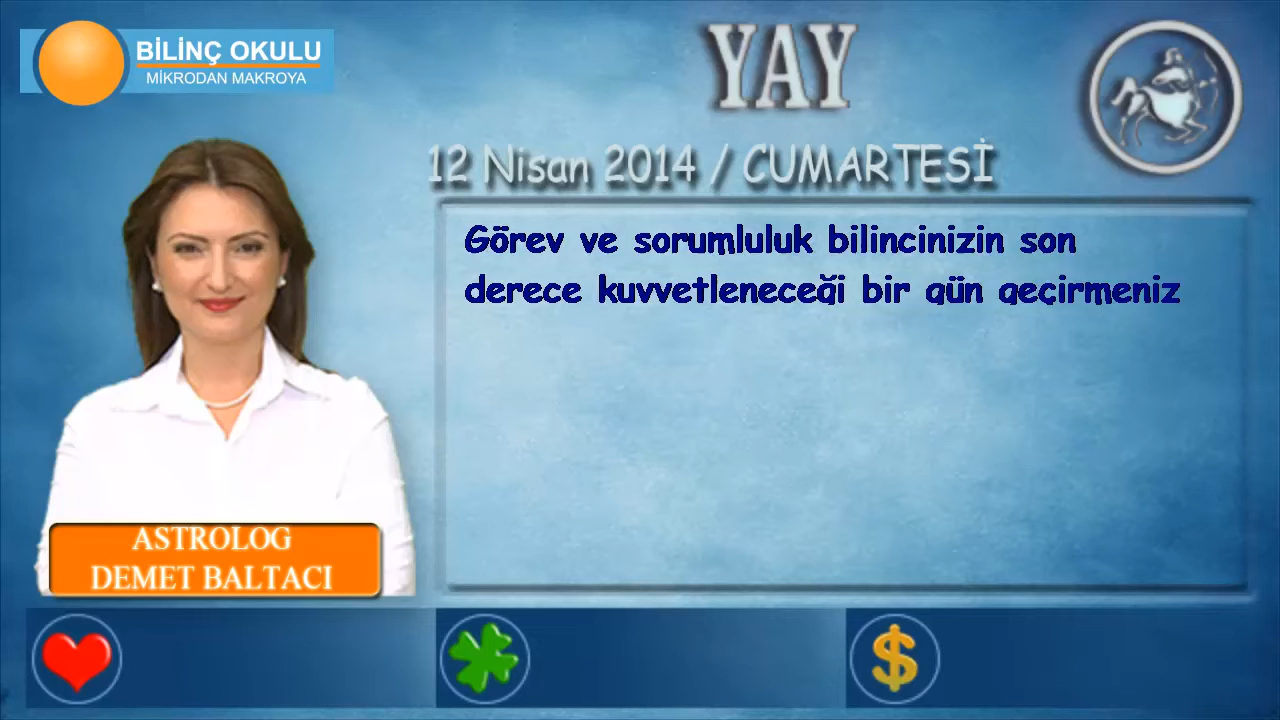 BİLİNÇ OKULU
MİKRODAN MAKROYA
YAY
12 Nisan 2014 / CUMARTESİ
Görev ve sorumluluk bilincinizin son
derece kuvvetleneceği bir gün geçirmeniz
ASTROLOG
DEMET BALTACI